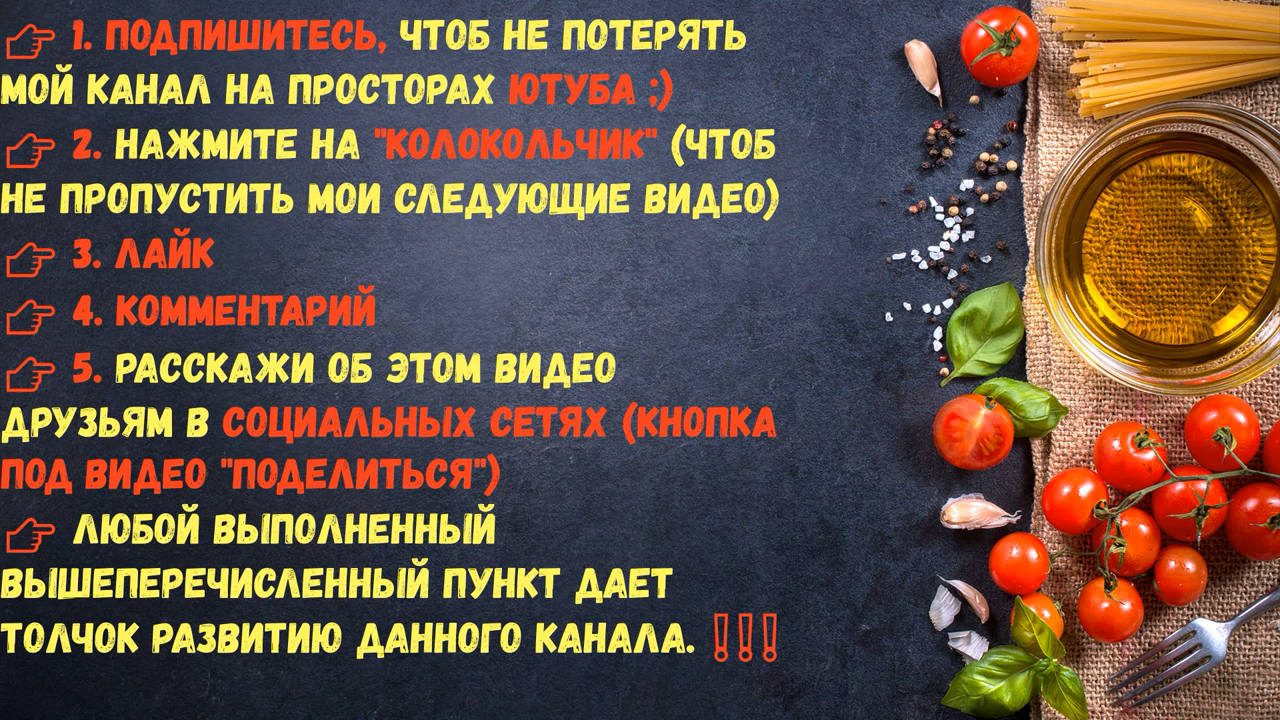 👉 1. ПОДПИШИТЕСЬ, ЧТОБ НЕ ПОТЕРЯТЬ
МОЙ КАНАЛ НА ПРОСТОРАХ ЮТУБА ;)
👉 2. НАЖМИТЕ НА "КОЛОКОЛЬЧИК" (ЧТОБ
НЕ ПРОПУСТИТЬ МОИ СЛЕДУЮЩИЕ ВИДЕО)
👉 3. ЛАЙК
👉 4. КОММЕНТАРИЙ
👉 5. РАССКАЖИ ОБ ЭТОМ ВИДЕО
ДРУЗЬЯМ В СОЦИАЛЬНЫХ СЕТЯХ (КНОПКА
ПОД ВИДЕО "ПОДЕЛИТЬСЯ")
👉 ЛЮБОЙ ВЫПОЛНЕННЫЙ
ВЫШЕПЕРЕЧИСЛЕННЫЙ ПУНКТ ДАЕТ
ТОЛЧОК РАЗВИТИЮ ДАННОГО КАНАЛА. !!!